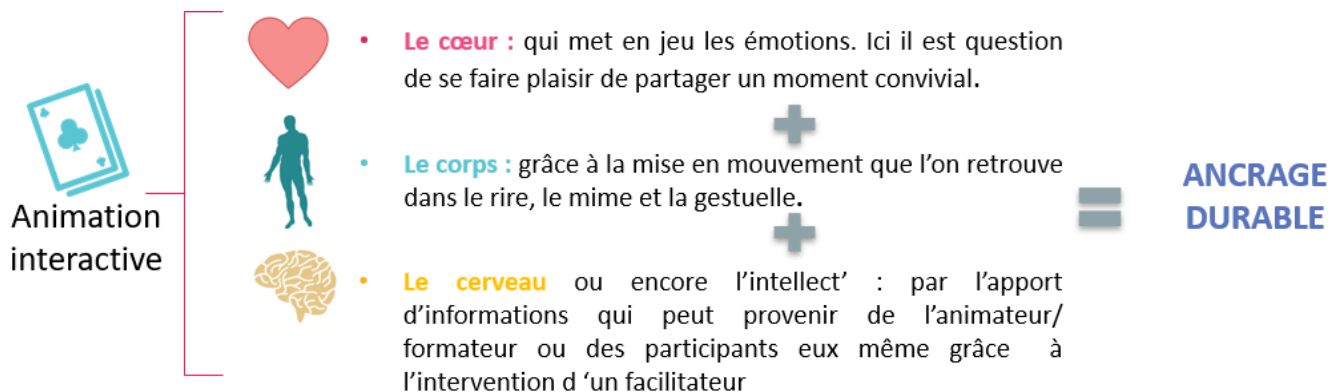 Animation
interactive
• Le cœur : qui met en jeu les émotions. Ici il est question
de se faire plaisir de partager un moment convivial.
• Le corps : grâce à la mise en mouvement que l’on retrouve
dans le rire, le mime et la gestuelle.
• Le cerveau ou encore l’intellect’ : par l’apport
d’informations qui peut provenir de l’animateur/
formateur ou des participants eux même grâce à
l’intervention d ‘un facilitateur
ANCRAGE
DURABLE